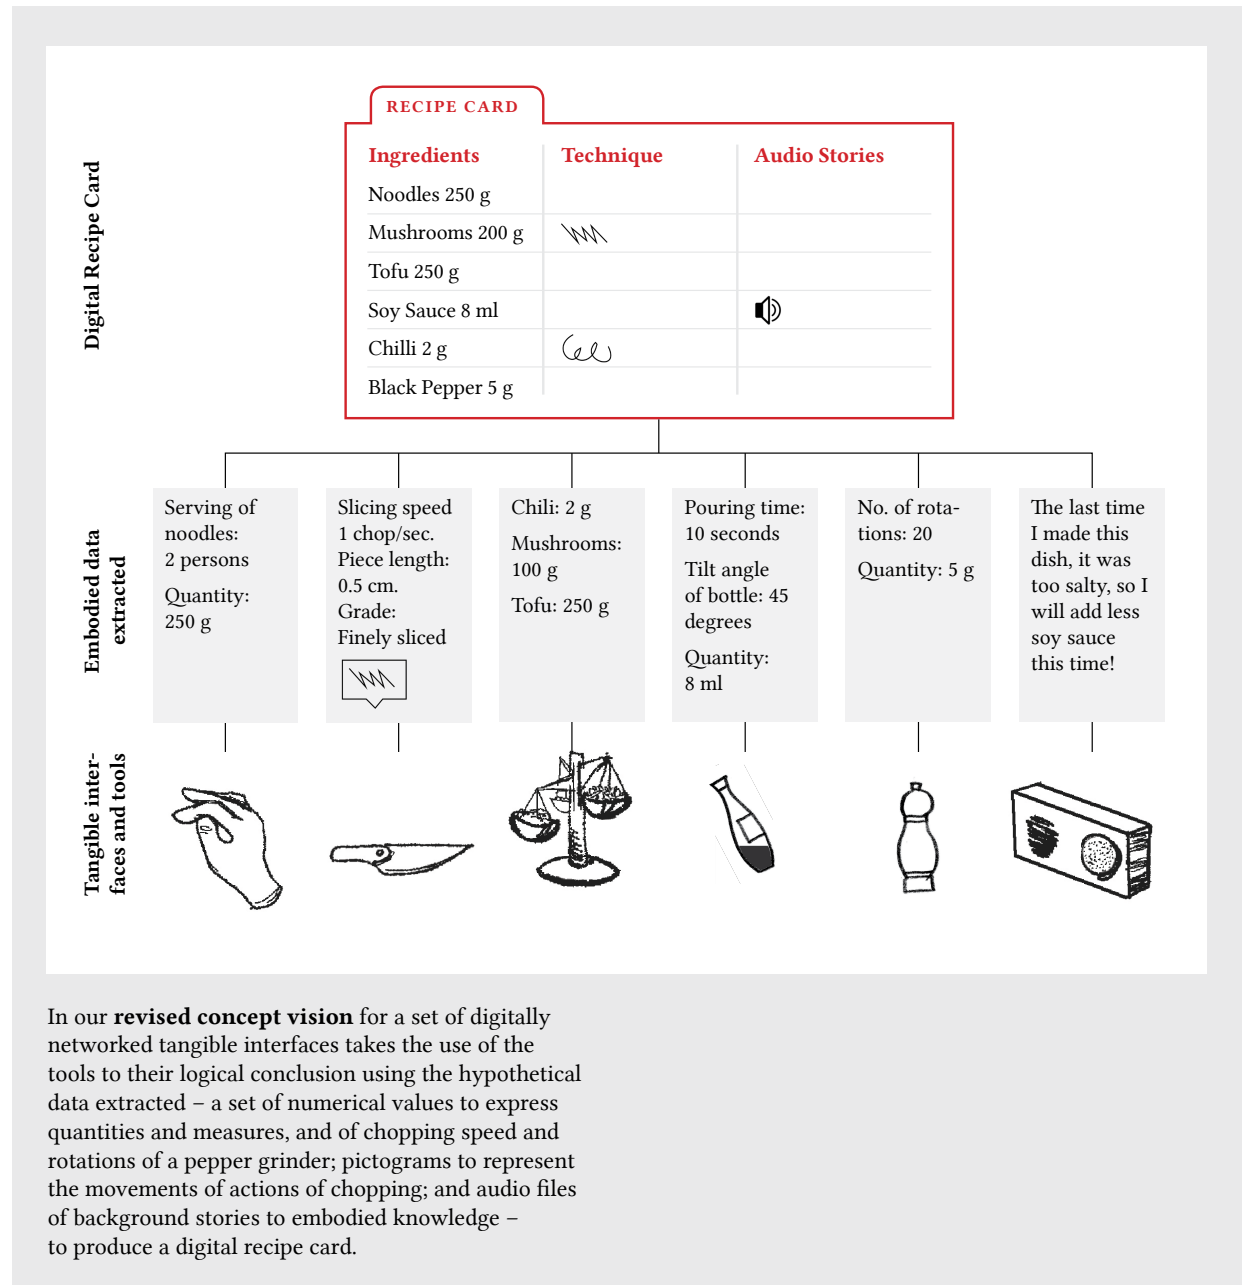 RECIPE CARD
Digital Recipe Card
Ingredients Technique Audio Stories
Noodles 250 g
Mushrooms 200 g
Tofu 250 g
Soy Sauce 8 ml
Chilli 2 g
Black Pepper 5 g
Embodied data
extracted
Serving of
noodles:
2 persons
Quantity:
250 g
Slicing speed
1 chop/sec.
Piece length:
0.5 cm.
Grade:
Finely sliced
Chili: 2 g
Mushrooms:
100 g
Tofu: 250 g
Pouring time:
10 seconds
Tilt angle
of bottle: 45
degrees
Quantity:
8 ml
No. of rota-
tions: 20
Quantity: 5 g
The last time
I made this
dish, it was
too salty, so I
will add less
soy sauce
this time!
Tangible inter-
faces and tools
In our revised concept vision for a set of digitally
networked tangible interfaces takes the use of the
tools to their logical conclusion using the hypothetical
data extracted – a set of numerical values to express
quantities and measures, and of chopping speed and
rotations of a pepper grinder; pictograms to represent
the movements of actions of chopping; and audio files
of background stories to embodied knowledge –
to produce a digital recipe card.